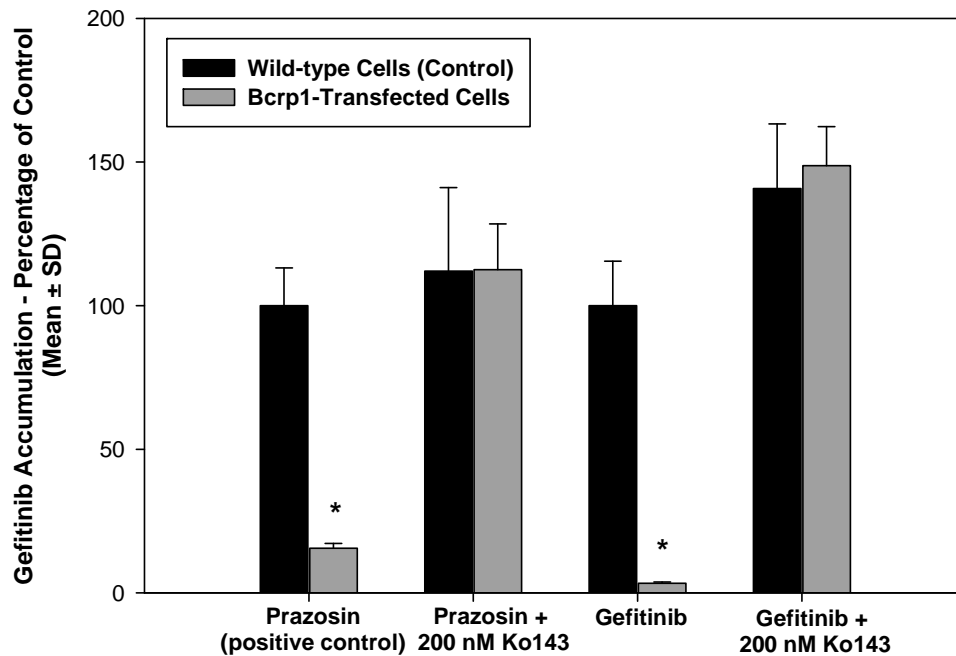 Gefitinib Accumulation - Percentage of Control
(Mean ± SD)
200
150
100
50
0
Wild-type Cells (Control)
Bcrp1-Transfected Cells
*
*
Prazosin
(positive control)
Prazosin +
200 nM Ko143
Gefitinib
Gefitinib +
200 nM Ko143